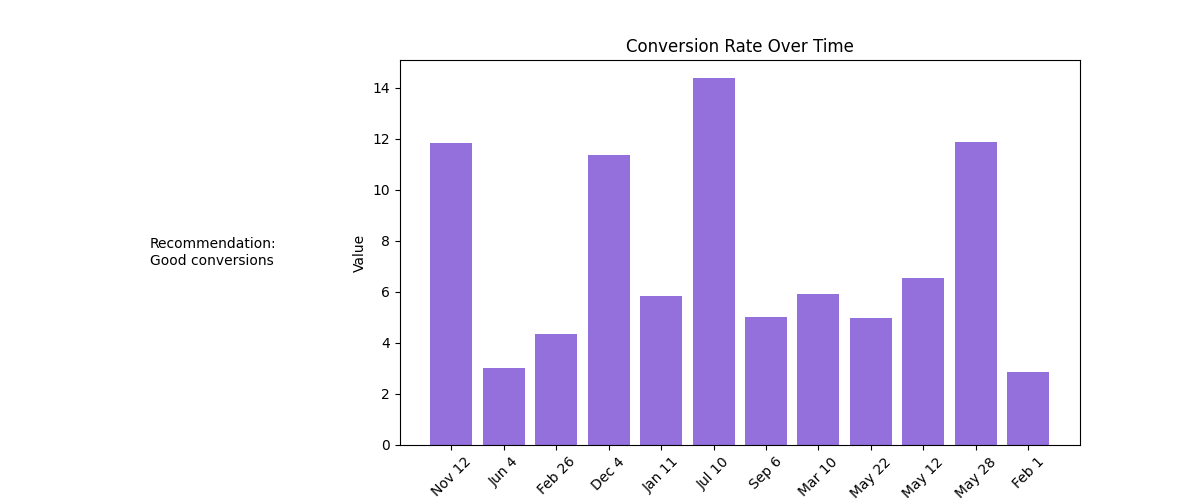 Conversion Rate Over Time
Recommendation:
Good conversions
Value
14
12
10
8
6
4
2
0
Nov 12
Jun 4
Feb 26
Dec 4
Jan 11
Jul 10
Sep 6
Mar 10
May 22
May 12
May 28
Feb 1